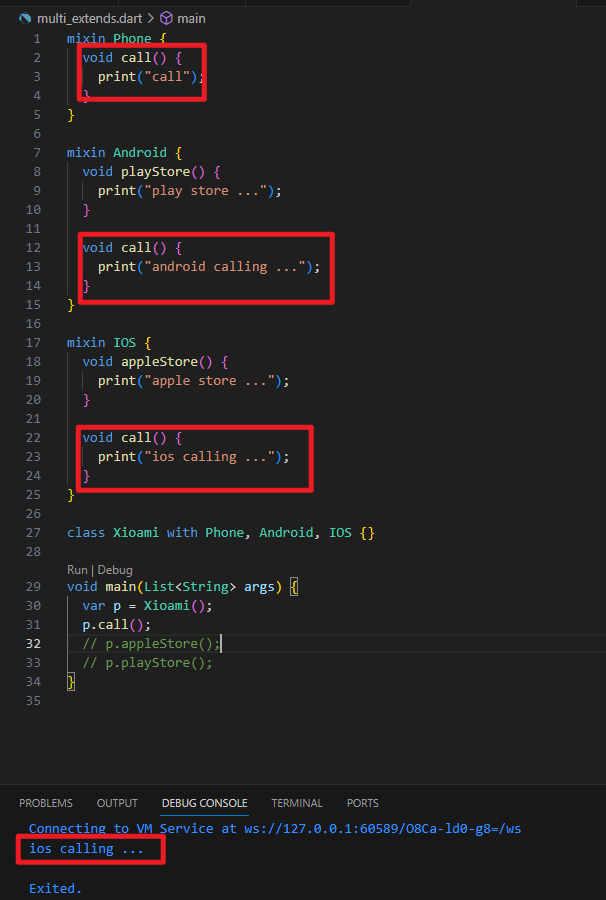 multi_extends.dart > main
1 mixin Phone {
2 void call() {
3 print("call");
4 }
5 }
6
7 mixin Android {
8 void playStore() {
9 print("play store ...");
10 }
11
12 void call() {
13 print("android calling ...");
14 }
15 }
16
17 mixin IOS {
18 void appleStore() {
19 print("apple store ...");
20 }
21
22 void call() {
23 print("ios calling ...");
24 }
25 }
26
27 class Xioami with Phone, Android, IOS {}
28
Run | Debug
29 void main(List<String> args) {
30 var p = Xioami();
31 p.call();
32 // p.appleStore();
33 // p.playStore();
34 }
35
PROBLEMS OUTPUT DEBUG CONSOLE TERMINAL PORTS
Connecting to VM Service at ws://127.0.0.1:60589/O8Ca-ld0-g8=/ws
ios calling ...
Exited.